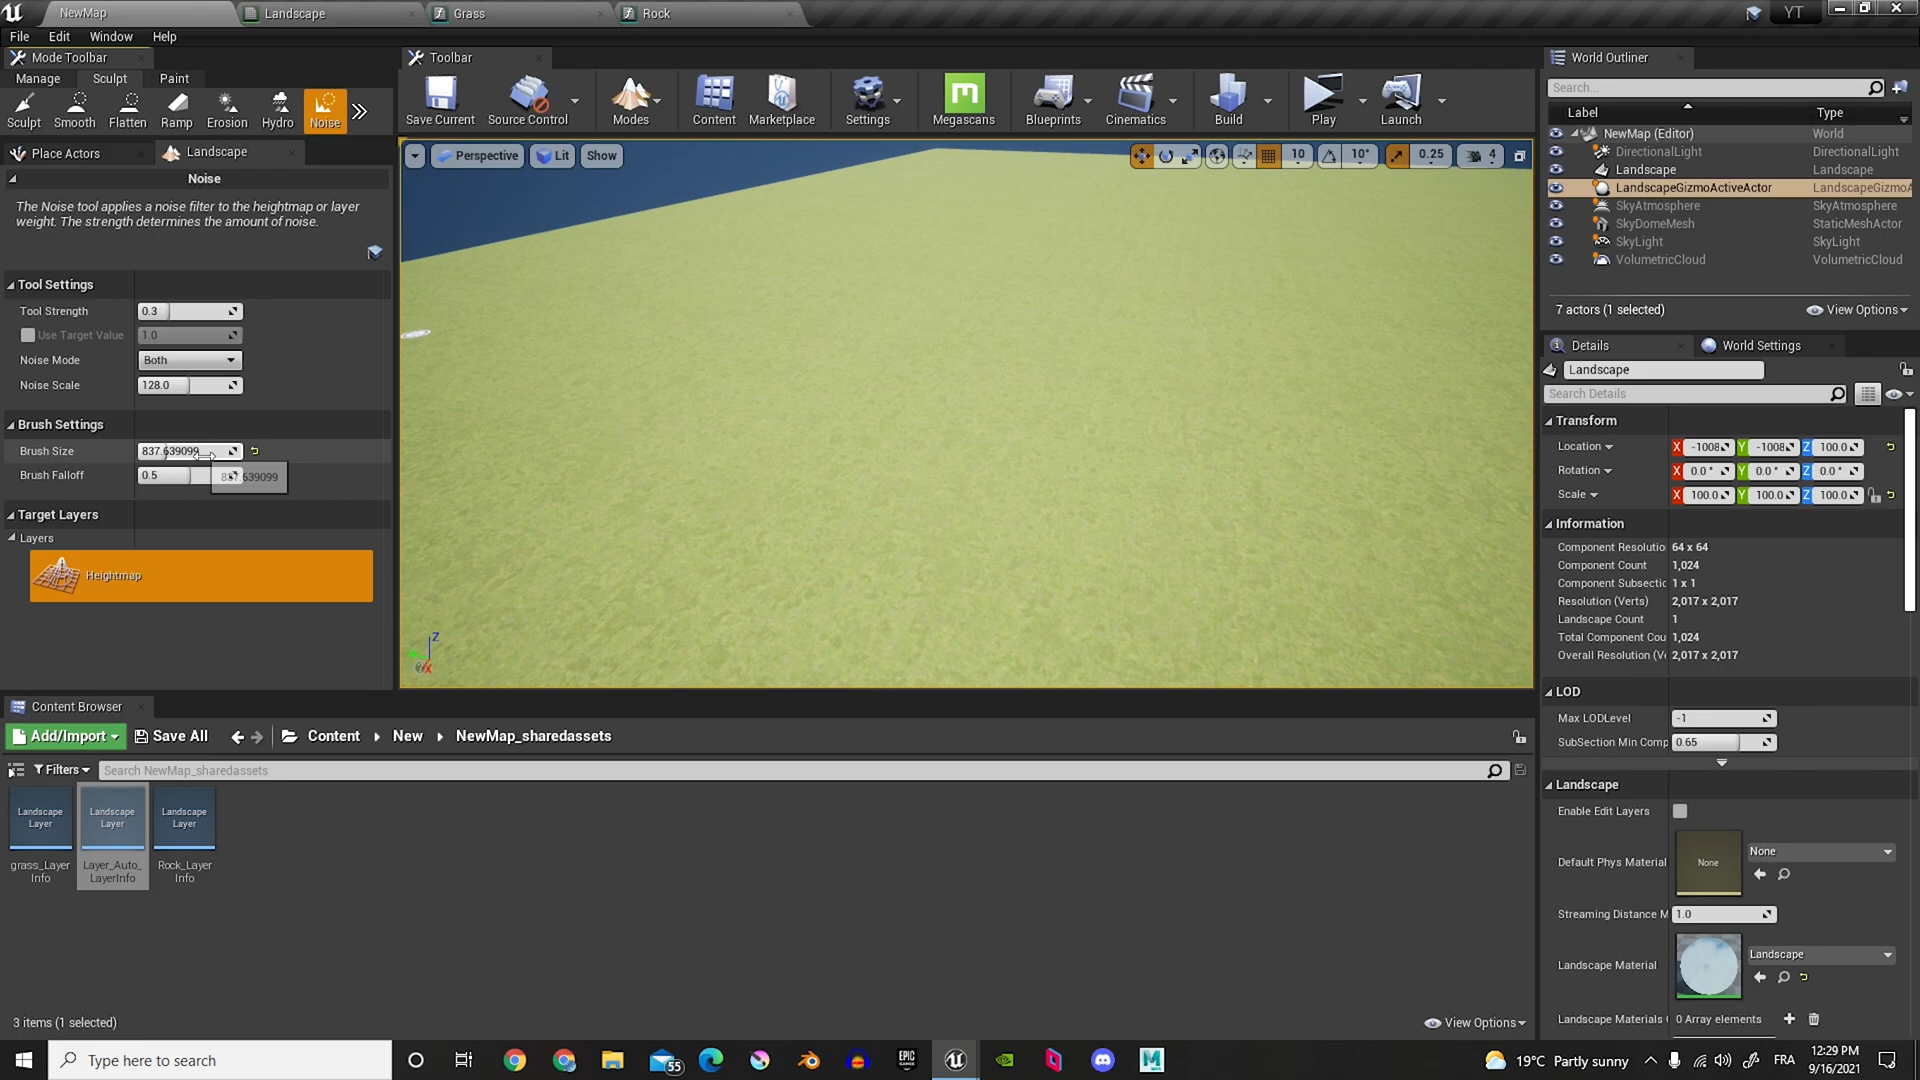 NewMap
Landscape
Grass
Rock
YT
File Edit Window Help
Mode Toolbar
Manage Sculpt Paint
Sculpt Smooth Flatten Ramp Erosion Hydro Noise
Place Actors
Landscape
Noise
The Noise tool applies a noise filter to the heightmap or layer
weight. The strength determines the amount of noise.
Tool Settings
Tool Strength 0.3
Use Target Value 1.0
Noise Mode Both
Noise Scale 128.0
Brush Settings
Brush Size 837.639099
Brush Falloff 0.5
837.639099
Target Layers
Layers
Heightmap
Toolbar
Save Current Source Control Modes Content Marketplace Settings Megascans Blueprints Cinematics Build Play Launch
Perspective Lit Show
10 10° 0.25 4
Z
X
World Outliner
Search...
Label Type
NewMap (Editor) World
DirectionalLight DirectionalLight
Landscape Landscape
LandscapeGizmoActiveActor LandscapeGizmoA
SkyAtmosphere SkyAtmosphere
SkyDomeMesh StaticMeshActor
SkyLight SkyLight
VolumetricCloud VolumetricCloud
7 actors (1 selected) View Options
Details
World Settings
Landscape
Search Details
Transform
Location X -1008 Y -1008 Z 100.0
Rotation X 0.0° Y 0.0° Z 0.0°
Scale X 100.0 Y 100.0 Z 100.0
Information
Component Resolutio 64 x 64
Component Count 1,024
Component Subsectic 1 x 1
Resolution (Verts) 2,017 x 2,017
Landscape Count 1
Total Component Cou 1,024
Overall Resolution (Ve 2,017 x 2,017
LOD
Max LODLevel -1
SubSection Min Comp 0.65
Landscape
Enable Edit Layers
Default Phys Material None None
Streaming Distance M 1.0
Landscape Material Landscape
Landscape Materials 0 Array elements
Content Browser
Add/Import Save All Content New NewMap_sharedassets
Filters Search NewMap_sharedassets
Landscape
Layer
grass_Layer
Info
Landscape
Layer
Layer_Auto_
LayerInfo
Landscape
Layer
Rock_Layer
Info
3 items (1 selected)
View Options
Type here to search
55
EPIC
GAMES
M
19°C Partly sunny
FRA
12:29 PM
9/16/2021